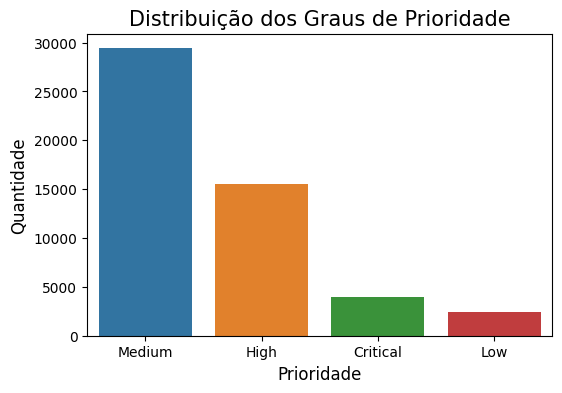 Distribuição dos Graus de Prioridade
30000
25000
20000
15000
10000
5000
0
Quantidade
Medium High Critical Low
Prioridade